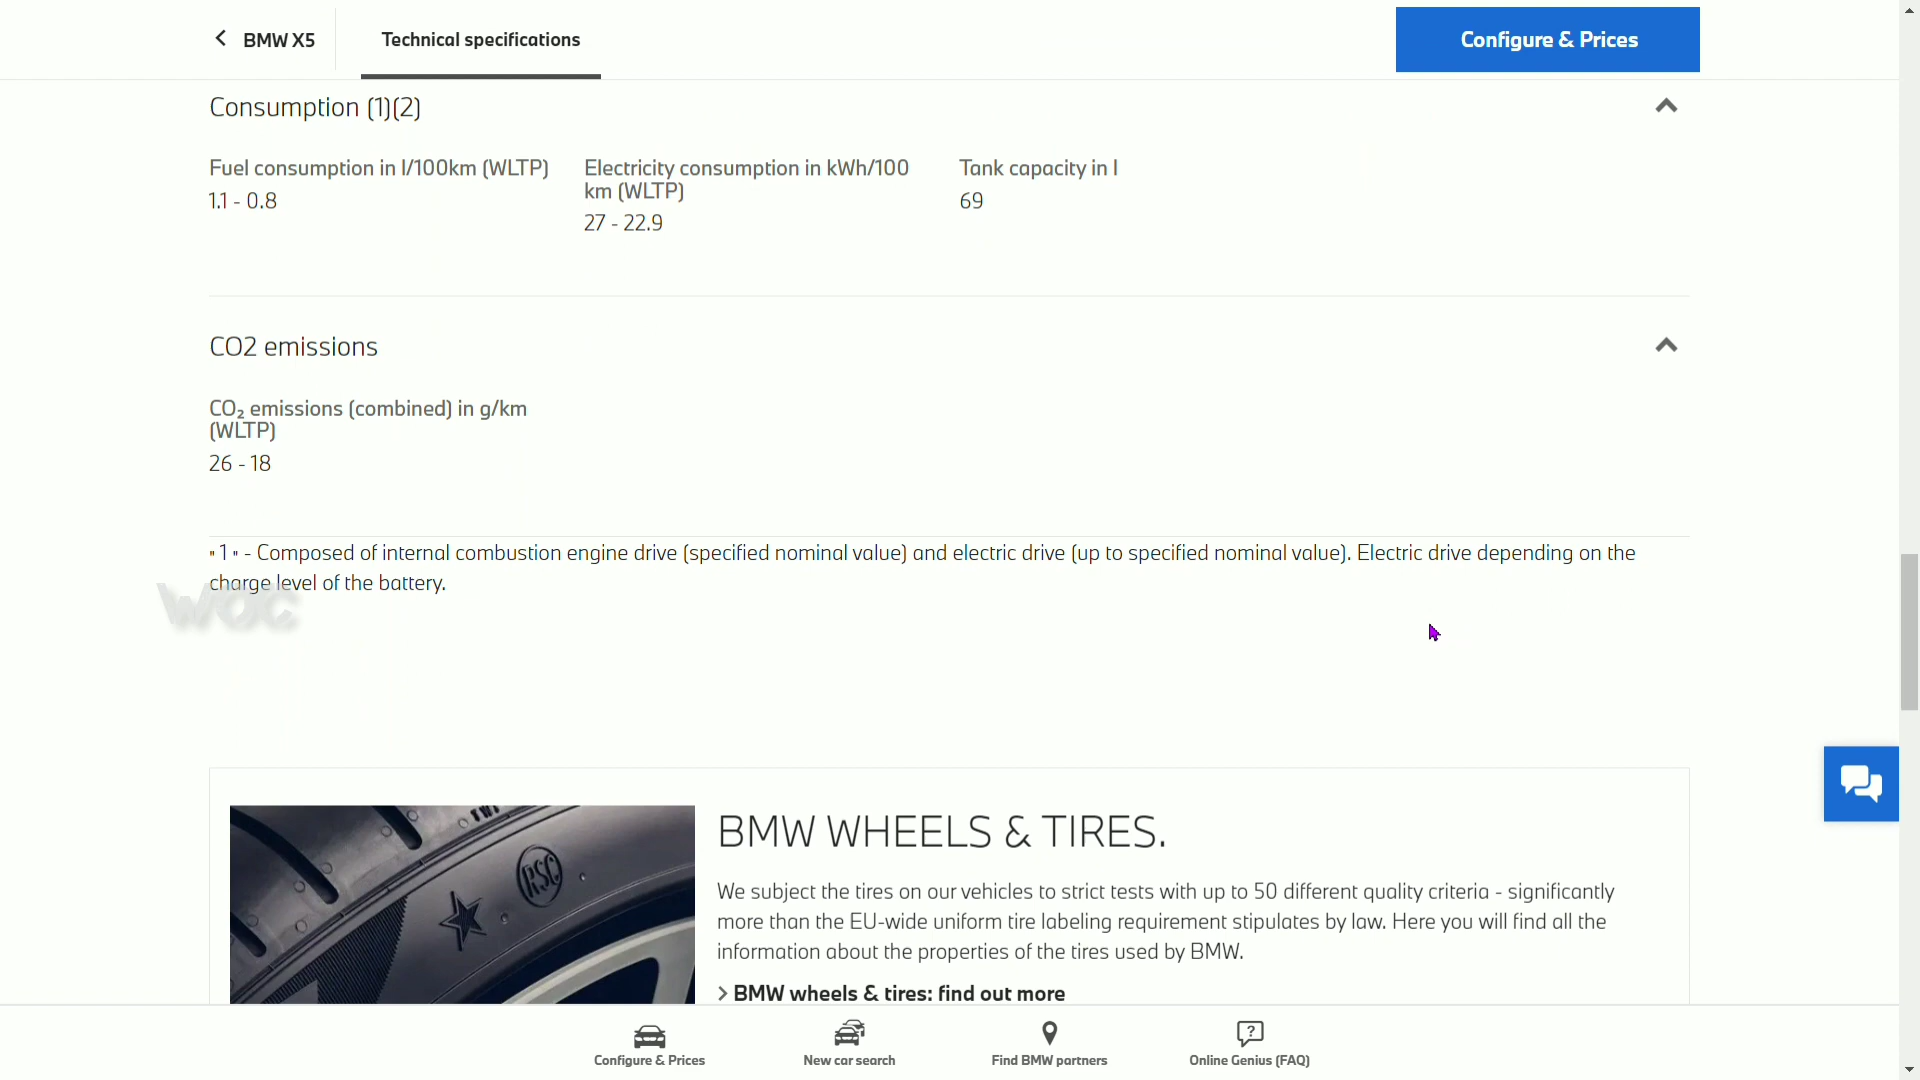 BMW X5
Technical specifications
Configure & Prices
Consumption (1)(2)
Fuel consumption in l/100km (WLTP)
1.1 - 0.8
Electricity consumption in kWh/100
km (WLTP)
27 - 22.9
Tank capacity in l
69
CO2 emissions
CO₂ emissions (combined) in g/km
(WLTP)
26 - 18
"1" - Composed of internal combustion engine drive (specified nominal value) and electric drive (up to specified nominal value). Electric drive depending on the
charge level of the battery.
WOC
RSC
BMW WHEELS & TIRES.
We subject the tires on our vehicles to strict tests with up to 50 different quality criteria - significantly
more than the EU-wide uniform tire labeling requirement stipulates by law. Here you will find all the
information about the properties of the tires used by BMW.
BMW wheels & tires: find out more
Configure & Prices
New car search
Find BMW partners
Online Genius (FAQ)